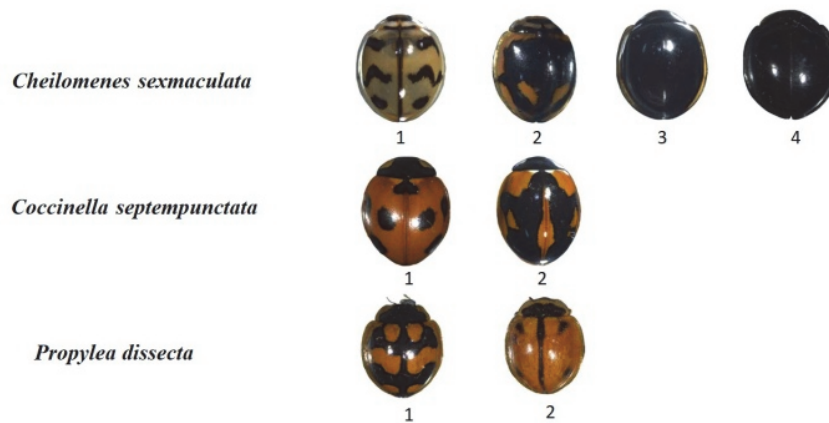 Cheilomenes sexmaculata
1 2 3 4
Coccinella septempunctata
1 2
Propylea dissecta
1 2